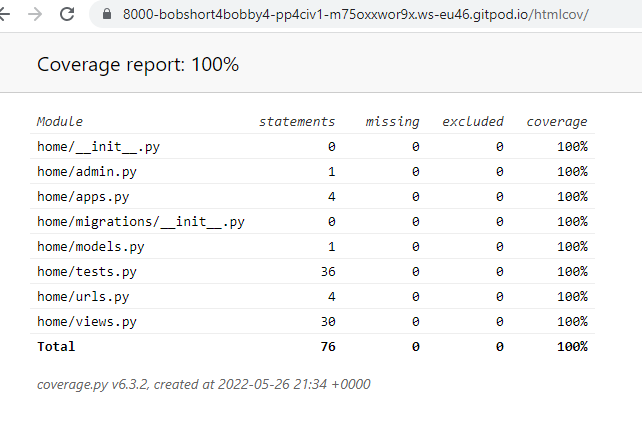 8000-bobshort4bobby4-pp4civ1-m75oxxwor9x.ws-eu46.gitpod.io/htmlcov/
Coverage report: 100%
Module statements missing excluded coverage
home/__init__.py 0 0 0 100%
home/admin.py 1 0 0 100%
home/apps.py 4 0 0 100%
home/migrations/__init__.py 0 0 0 100%
home/models.py 1 0 0 100%
home/tests.py 36 0 0 100%
home/urls.py 4 0 0 100%
home/views.py 30 0 0 100%
Total 76 0 0 100%
coverage.py v6.3.2, created at 2022-05-26 21:34 +0000